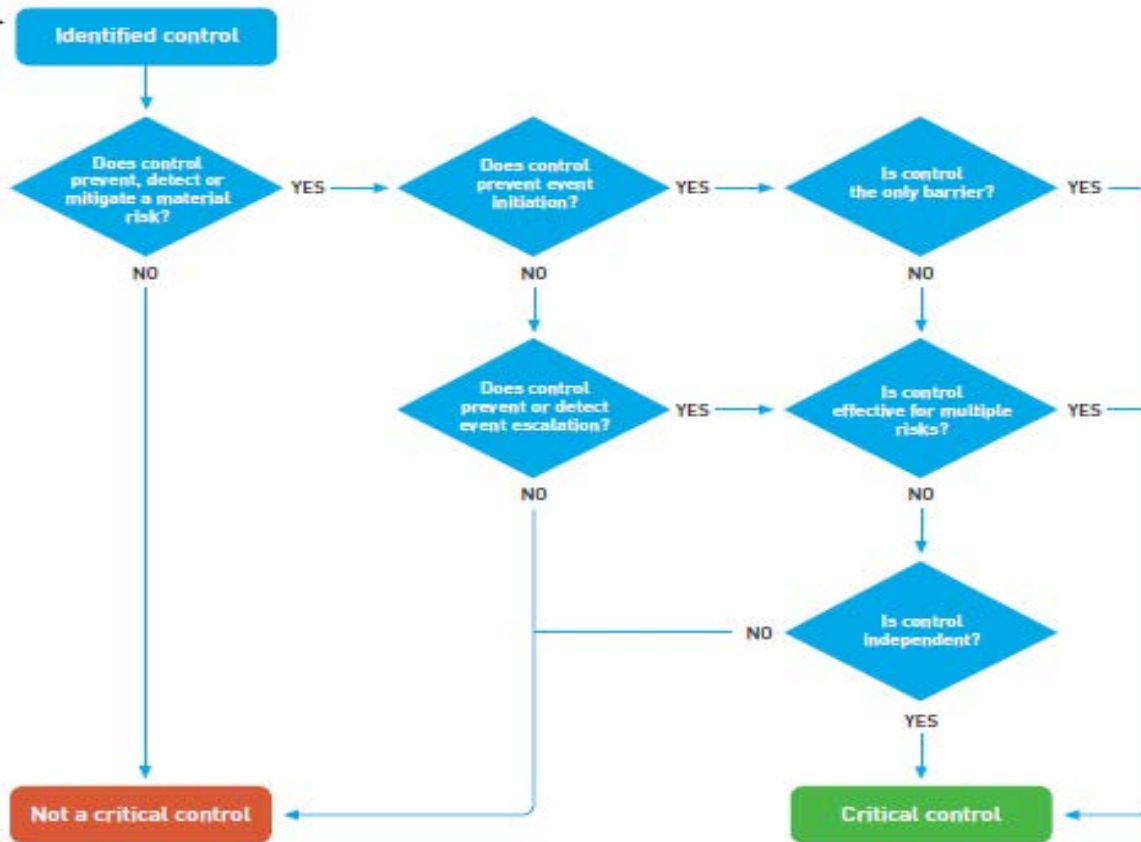 Identified control
Does control
prevent, detect or
mitigate a material
risk?
YES
NO
Does control
prevent event
initiation?
YES
NO
Is control
the only barrier?
YES
NO
Does control
prevent or detect
event escalation?
YES
NO
Is control
effective for multiple
risks?
YES
NO
Is control
independent?
NO
YES
Not a critical control
Critical control